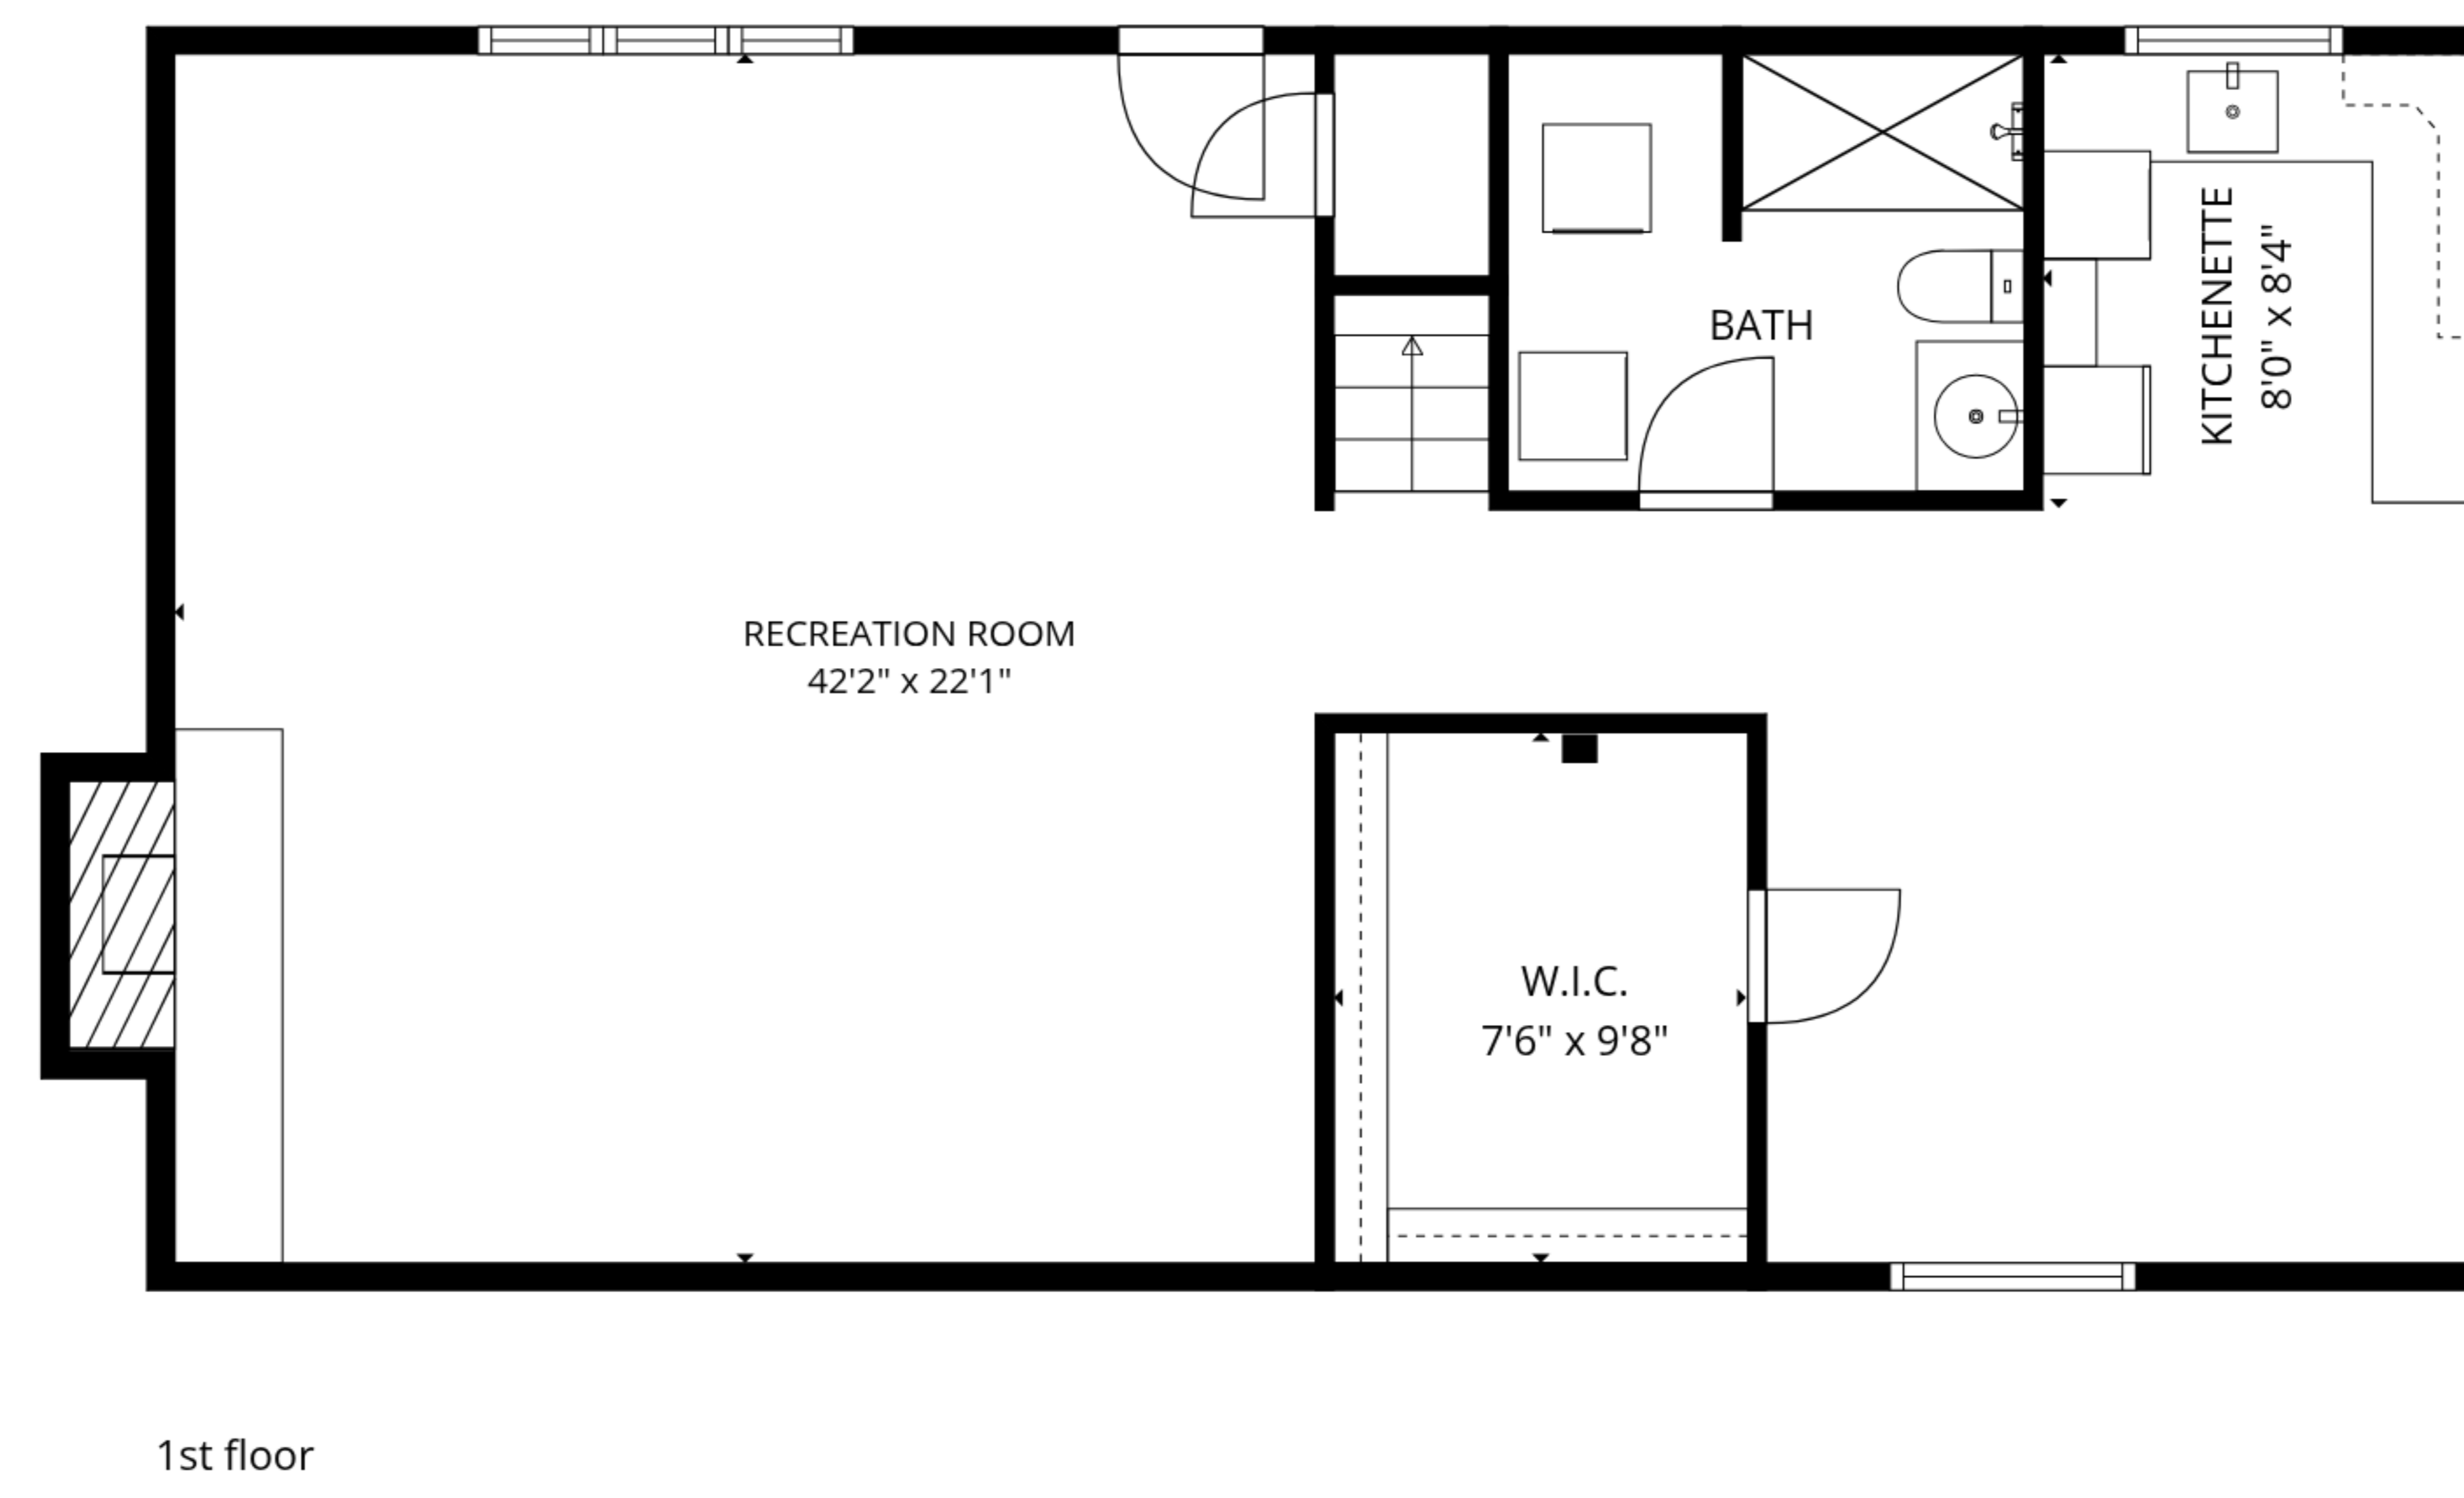 KITCHENETTE
8'0" x 8'4"
BATH
RECREATION ROOM
42'2" x 22'1"
W.I.C.
7'6" x 9'8"
1st floor